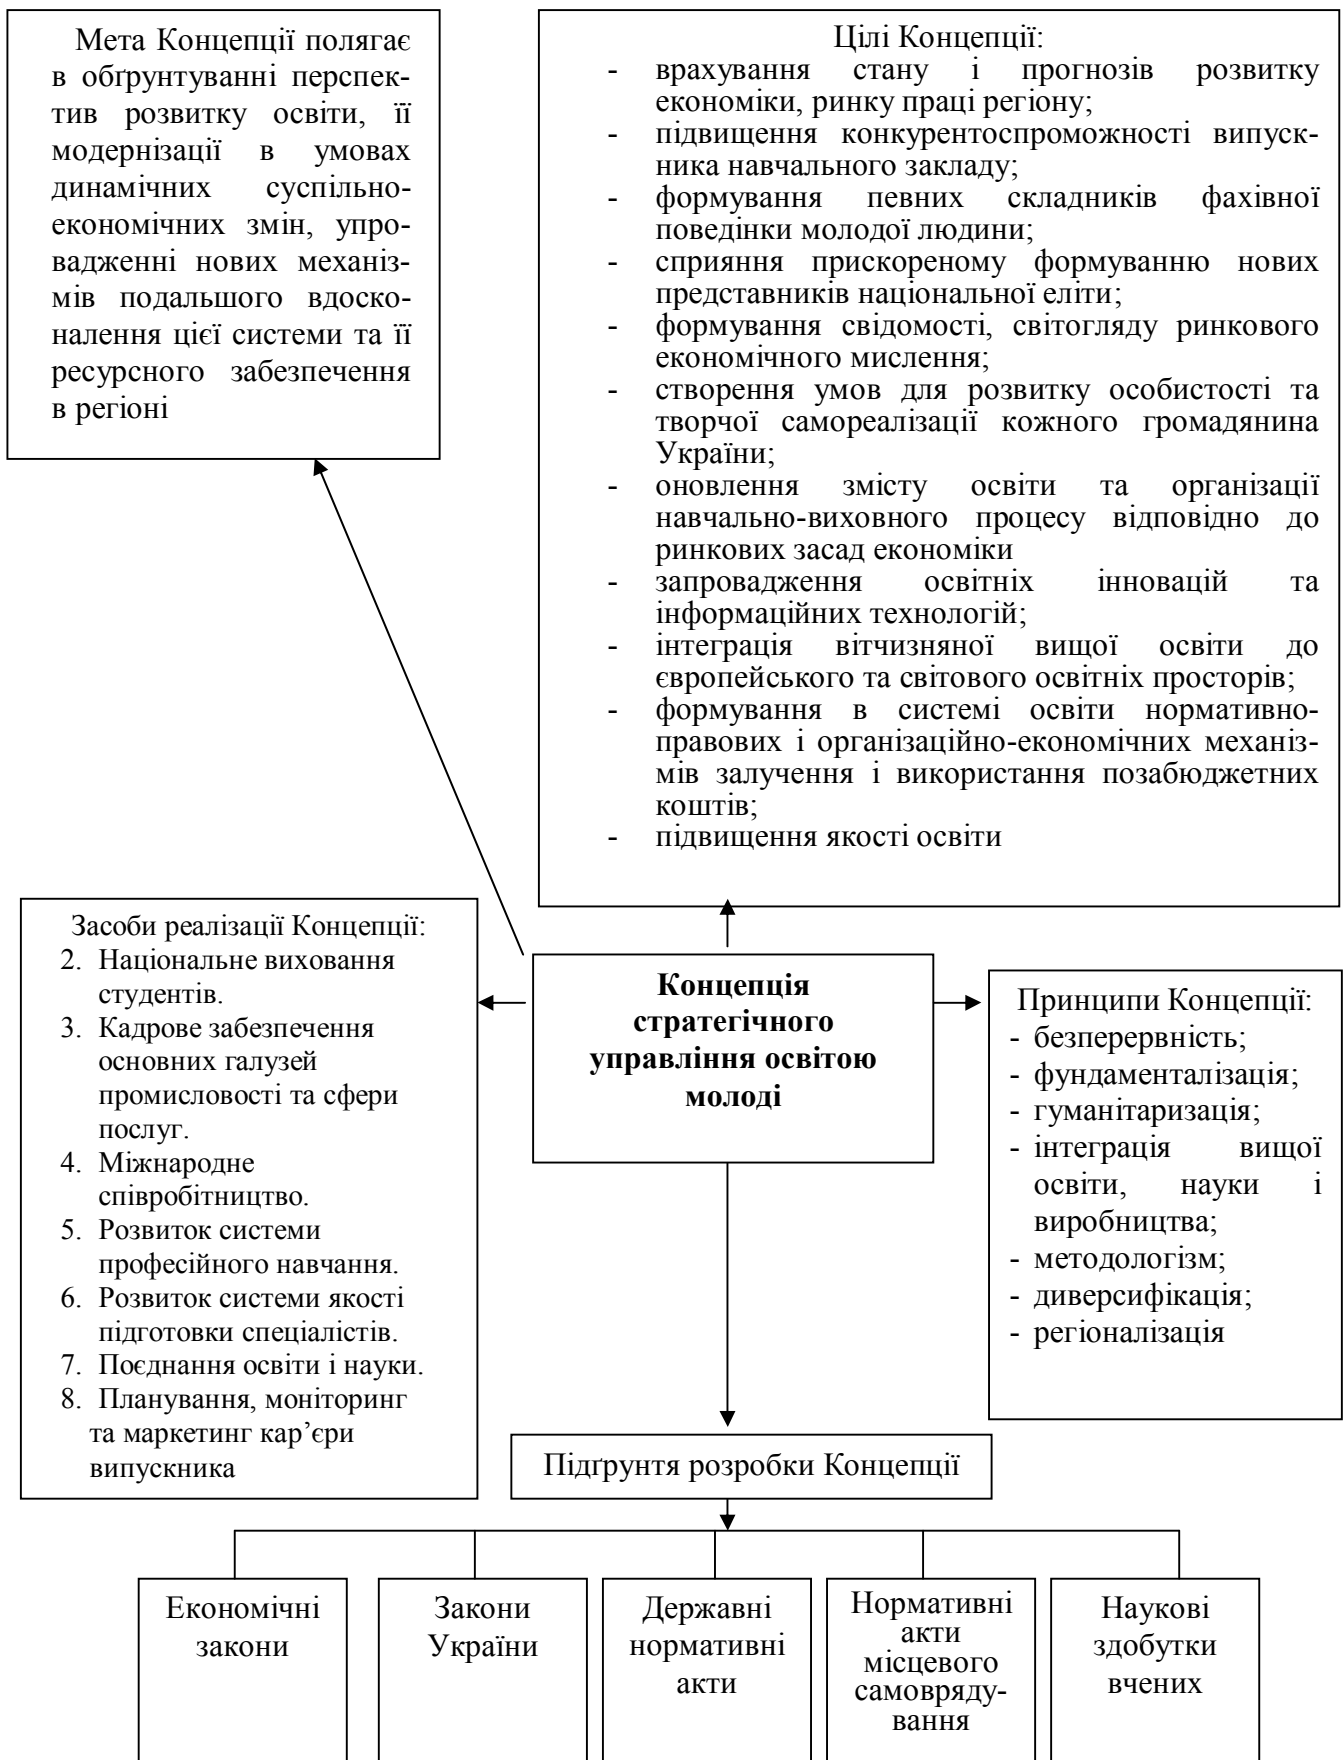 Мета Концепції полягає
в обґрунтуванні перспек-
тив розвитку освіти, її
модернізації в умовах
динамічних суспільно-
економічних змін, упро-
вадженні нових механіз-
мів подальшого вдоско-
налення цієї системи та її
ресурсного забезпечення
в регіоні
Цілі Концепції:
- врахування стану і прогнозів розвитку
економіки, ринку праці регіону;
- підвищення конкурентоспроможності випуск-
ника навчального закладу;
- формування певних складників фахівної
поведінки молодої людини;
- сприяння прискореному формуванню нових
представників національної еліти;
- формування свідомості, світогляду ринкового
економічного мислення;
- створення умов для розвитку особистості та
творчої самореалізації кожного громадянина
України;
- оновлення змісту освіти та організації
навчально-виховного процесу відповідно до
ринкових засад економіки
- запровадження освітніх інновацій та
інформаційних технологій;
- інтеграція вітчизняної вищої освіти до
європейського та світового освітніх просторів;
- формування в системі освіти нормативно-
правових і організаційно-економічних механіз-
мів залучення і використання позабюджетних
коштів;
- підвищення якості освіти
Засоби реалізації Концепції:
2. Національне виховання
студентів.
3. Кадрове забезпечення
основних галузей
промисловості та сфери
послуг.
4. Міжнародне
співробітництво.
5. Розвиток системи
професійного навчання.
6. Розвиток системи якості
підготовки спеціалістів.
7. Поєднання освіти і науки.
8. Планування, моніторинг
та маркетинг кар’єри
випускника
Концепція
стратегічного
управління освітою
молоді
Принципи Концепції:
- безперервність;
- фундаменталізація;
- гуманітаризація;
- інтеграція вищої
освіти, науки і
виробництва;
- методологізм;
- диверсифікація;
- регіоналізація
Підґрунтя розробки Концепції
Економічні
закони
Закони
України
Державні
нормативні
акти
Нормативні
акти
місцевого
самовряду-
вання
Наукові
здобутки
вчених